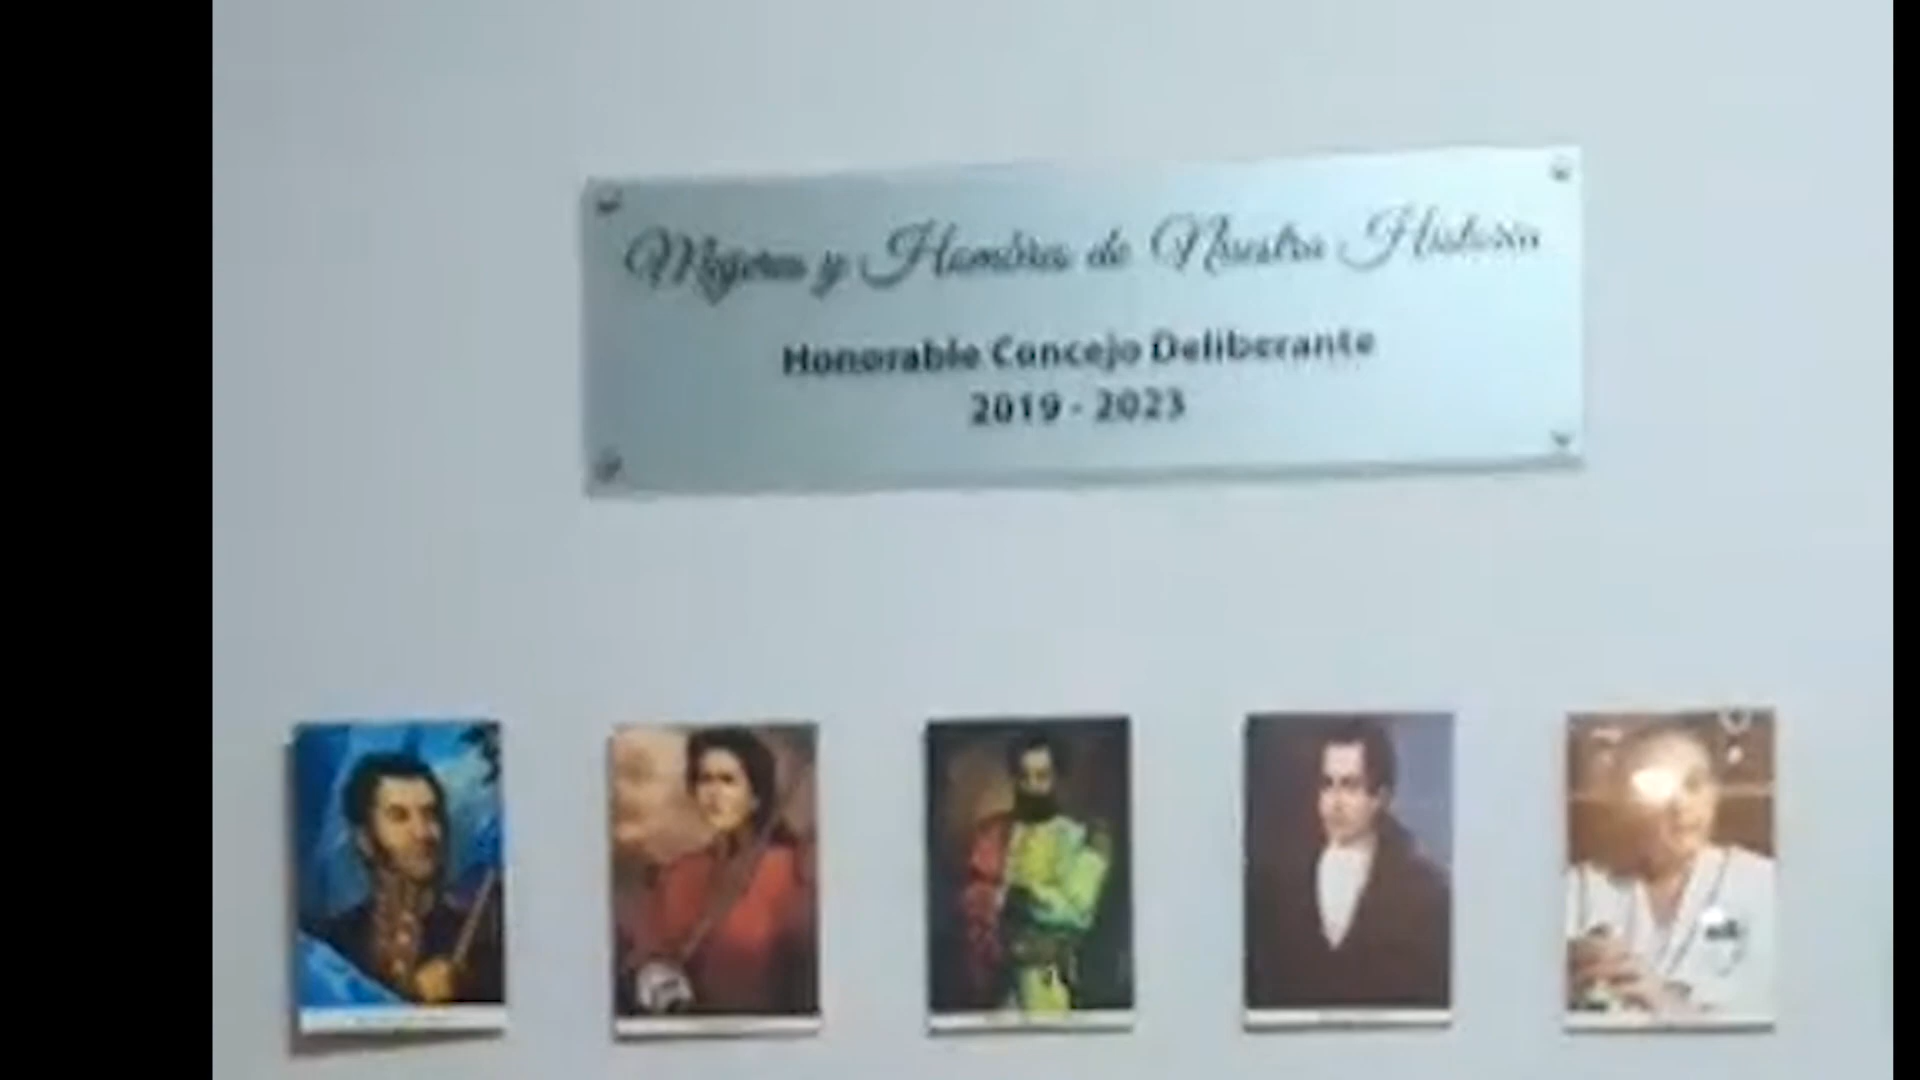 Mujeres y Hombres de Nuestra Historia
Honorable Concejo Deliberante
2019 - 2023